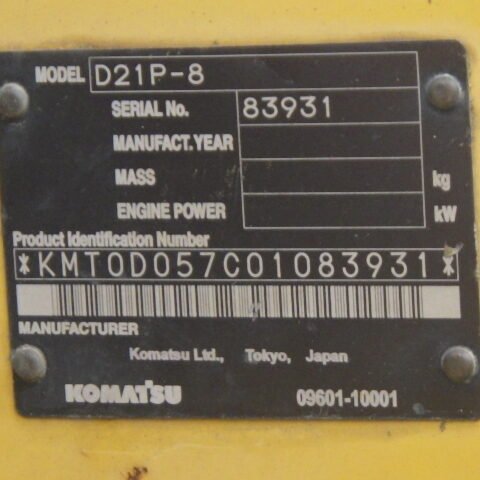 MODEL D21P-8
SERIAL No. 83931
MANUFACT.YEAR
MASS kg
ENGINE POWER kW
Product Identification Number
*KMT0D057C01083931*
MANUFACTURER
Komatsu Ltd., Tokyo, Japan
KOMATSU 09601-10001